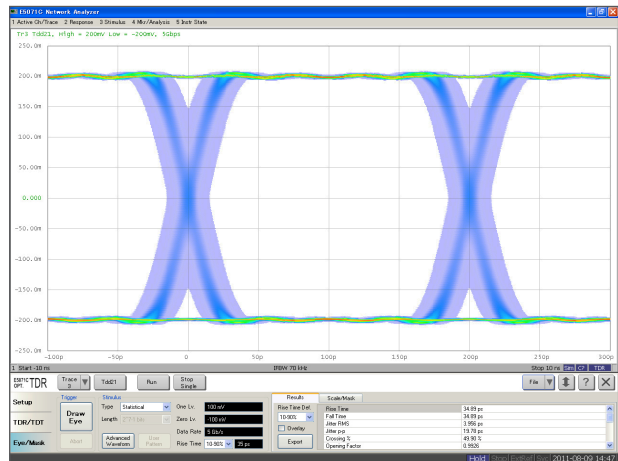 E5071C Network Analyzer
1 Active Ch/Trace 2 Response 3 Stimulus 4 Mkr/Analysis 5 Instr State
Tr3 Tdd21, High = 200mV Low = -200mV, 5Gbps
250.0m
200.0m
150.0m
100.0m
50.00m
0.000
-50.00m
-100.0m
-150.0m
-200.0m
-250.0m
-100p -50p 0 50p 100p 150p 200p 250p 300p
1 Start -10 ns IFBW 70 kHz Stop 10 ns Sim C? TDR
E5071C OPT. TDR Trace 3 Tdd21 Run Stop Single File ?
Setup
TDR/TDT
Eye/Mask
Trigger
Draw Eye
Abort
Stimulus
Type Statistical
Length
Advanced Waveform
One Lv. 100 mV
Zero Lv. -100 mV
Data Rate 5 Gb/s
Rise Time 10-90% 35 ps
Results Scale/Mask
Rise Time Def.
10-90%
Overlay
Export
Rise Time 34.89 ps
Fall Time 34.89 ps
Jitter RMS 3.956 ps
Jitter p-p 19.78 ps
Crossing % 49.90 %
Opening Factor 0.9926
Hold Stop ExtRef Svc 2011-08-09 14:47